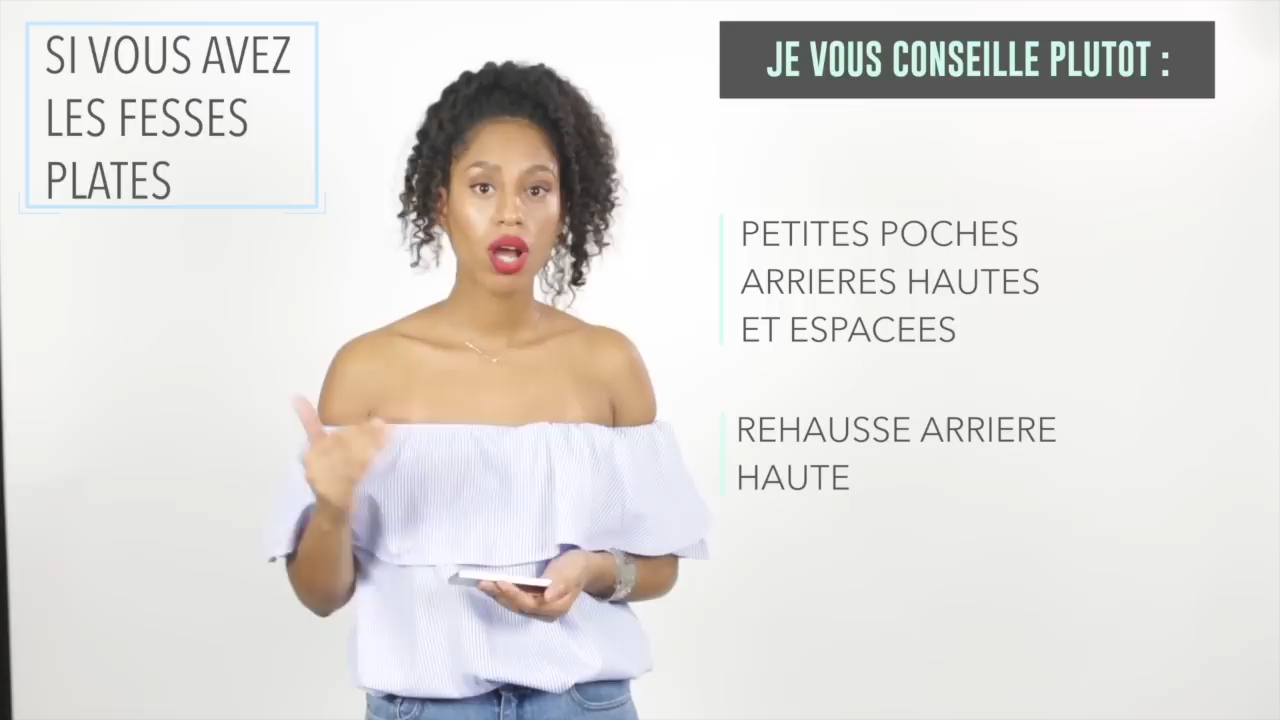 SI VOUS AVEZ
LES FESSES
PLATES
JE VOUS CONSEILLE PLUTOT :
PETITES POCHES
ARRIERES HAUTES
ET ESPACEES
REHAUSSE ARRIERE
HAUTE